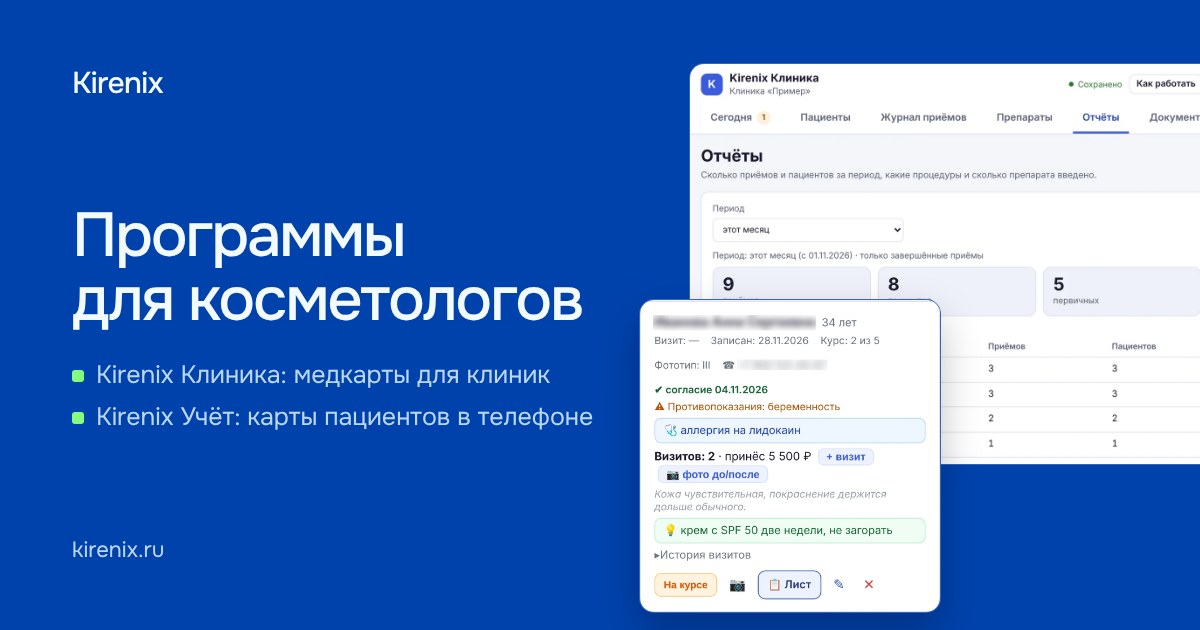 Kirenix
Программы
для косметологов
Kirenix Клиника: медкарты для клиник
Kirenix Учёт: карты пациентов в телефоне
kirenix.ru
K
Kirenix Клиника
Клиника «Пример»
Сохранено
Как работать
Сегодня 1 Пациенты Журнал приёмов Препараты Отчёты Документ
Отчёты
Сколько приёмов и пациентов за период, какие процедуры и сколько препарата введено.
Период
этот месяц
Период: этот месяц (с 01.11.2026) · только завершённые приёмы
9 8 5
первичных
Приёмов Пациентов
3 3
3 3
2 2
1 1
34 лет
Визит: — Записан: 28.11.2026 Курс: 2 из 5
Фототип: III ☎
✔ согласие 04.11.2026
⚠ Противопоказания: беременность
🩺 аллергия на лидокаин
Визитов: 2 · принёс 5 500 ₽ + визит
📷 фото до/после
Кожа чувствительная, покраснение держится
дольше обычного.
💡 крем с SPF 50 две недели, не загорать
▸История визитов
На курсе 📷 📋 Лист ✎ ✕